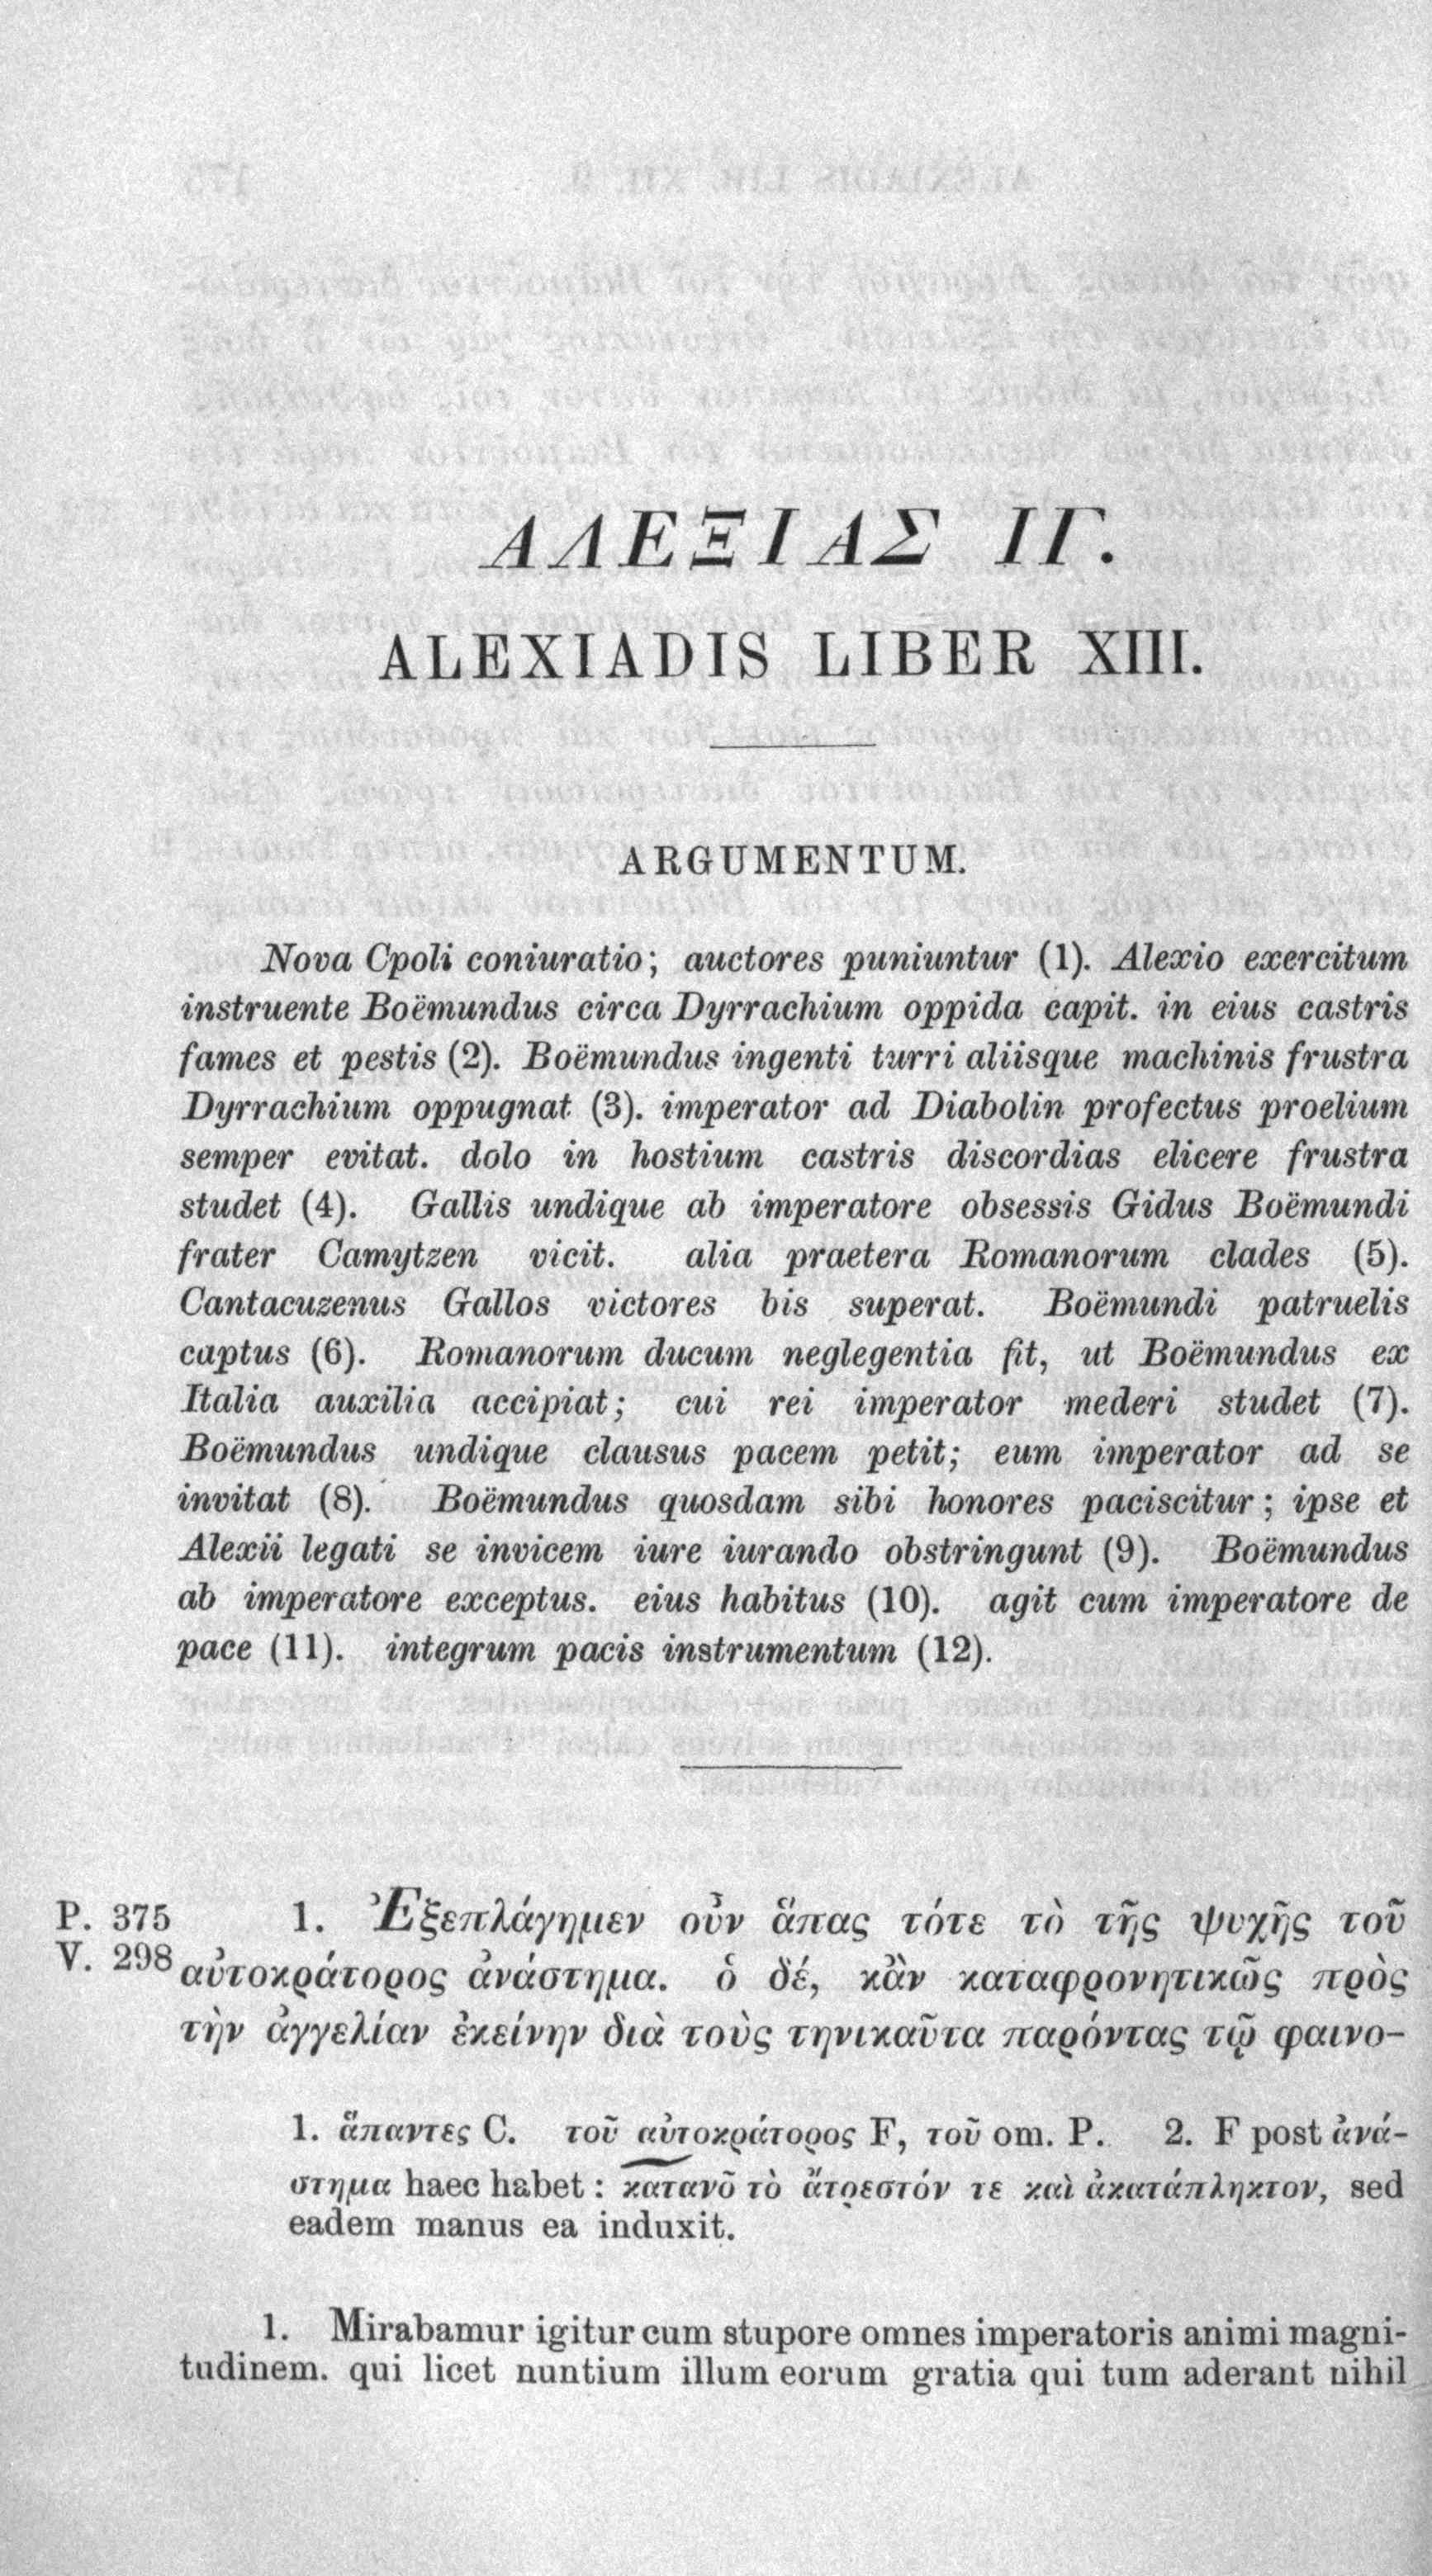 ΑΛΕΞΙΑΣ ΙΓ.
ALEXIADIS LIBER XIII.
ARGUMENTUM.
Nova Cpoli coniuratio; auctores puniuntur (1). Alexio exercitum
instruente Boëmundus circa Dyrrachium oppida capit. in eius castris
fames et pestis (2). Boëmundus ingenti turri aliisque machinis frustra
Dyrrachium oppugnat (3). imperator ad Diabolin profectus proelium
semper evitat. dolo in hostium castris discordias elicere frustra
studet (4). Gallis undique ab imperatore obsessis Gidus Boëmundi
frater Camytzen vicit. alia praetera Romanorum clades (5).
Cantacuzenus Gallos victores bis superat. Boëmundi patruelis
captus (6). Romanorum ducum neglegentia fit, ut Boëmundus ex
Italia auxilia accipiat; cui rei imperator mederi studet (7).
Boëmundus undique clausus pacem petit; eum imperator ad se
invitat (8). Boëmundus quosdam sibi honores paciscitur; ipse et
Alexii legati se invicem iure iurando obstringunt (9). Boëmundus
ab imperatore exceptus. eius habitus (10). agit cum imperatore de
pace (11). integrum pacis instrumentum (12).
P. 375 1. Ἐξεπλάγημεν οὖν ἅπας τότε τὸ τῆς ψυχῆς τοῦ
V. 298 αὐτοκράτορος ἀνάστημα. ὁ δέ, κἂν καταφρονητικῶς πρὸς
τὴν ἀγγελίαν ἐκείνην διὰ τοὺς τηνικαῦτα παρόντας τῷ φαινο-
1. ἅπαντες C. τοῦ αὐτοκράτορος F, τοῦ om. P. 2. F post ἀνά-
στημα haec habet: κατανο͂ τὸ ἄτρεστόν τε καὶ ἀκατάπληκτον, sed
eadem manus ea induxit.
1. Mirabamur igitur cum stupore omnes imperatoris animi magni-
tudinem. qui licet nuntium illum eorum gratia qui tum aderant nihil